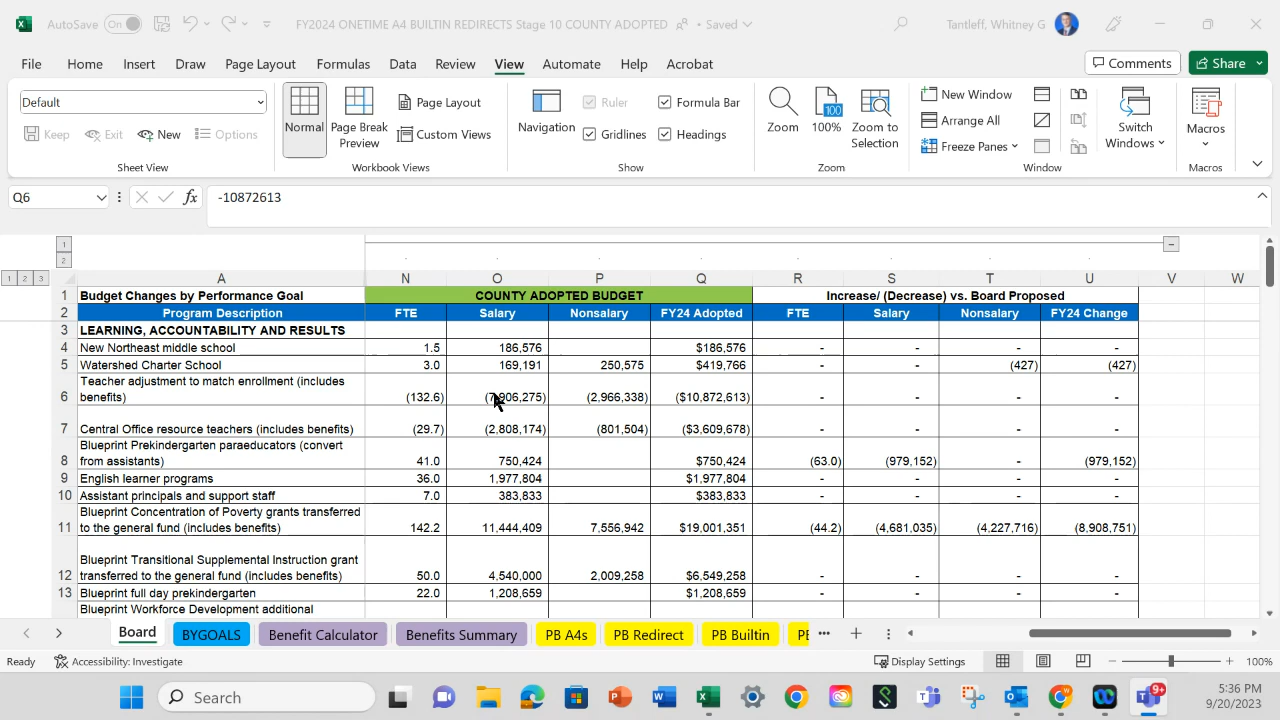 AutoSave On FY2024 ONETIME A4 BUILTIN REDIRECTS Stage 10 COUNTY ADOPTED • Saved Tantleff, Whitney G
File Home Insert Draw Page Layout Formulas Data Review View Automate Help Acrobat Comments Share
Default
Keep Exit New Options
Sheet View
Normal Page Break Preview Page Layout Custom Views
Workbook Views
Navigation Ruler Formula Bar
Gridlines Headings
Show
Zoom 100% Zoom to Selection
Zoom
New Window
Arrange All
Freeze Panes
Switch Windows
Window
Macros
Macros
Q6 fx -10872613
1
2
1 2 3 A N O P Q R S T U V W
1 Budget Changes by Performance Goal COUNTY ADOPTED BUDGET Increase/ (Decrease) vs. Board Proposed
2 Program Description FTE Salary Nonsalary FY24 Adopted FTE Salary Nonsalary FY24 Change
3 LEARNING, ACCOUNTABILITY AND RESULTS
4 New Northeast middle school 1.5 186,576 $186,576 - - - -
5 Watershed Charter School 3.0 169,191 250,575 $419,766 - - (427) (427)
Teacher adjustment to match enrollment (includes
6 benefits) (132.6) (7,906,275) (2,966,338) ($10,872,613) - - - -
7 Central Office resource teachers (includes benefits) (29.7) (2,808,174) (801,504) ($3,609,678) - - - -
Blueprint Prekindergarten paraeducators (convert
8 from assistants) 41.0 750,424 $750,424 (63.0) (979,152) - (979,152)
9 English learner programs 36.0 1,977,804 $1,977,804 - - - -
10 Assistant principals and support staff 7.0 383,833 $383,833 - - - -
Blueprint Concentration of Poverty grants transferred
11 to the general fund (includes benefits) 142.2 11,444,409 7,556,942 $19,001,351 (44.2) (4,681,035) (4,227,716) (8,908,751)
Blueprint Transitional Supplemental Instruction grant
12 transferred to the general fund (includes benefits) 50.0 4,540,000 2,009,258 $6,549,258 - - - -
13 Blueprint full day prekindergarten 22.0 1,208,659 $1,208,659 - - - -
Blueprint Workforce Development additional
Board BYGOALS Benefit Calculator Benefits Summary PB A4s PB Redirect PB Builtin
Ready Accessibility: Investigate Display Settings 100%
Search 9+ 5:36 PM
9/20/2023